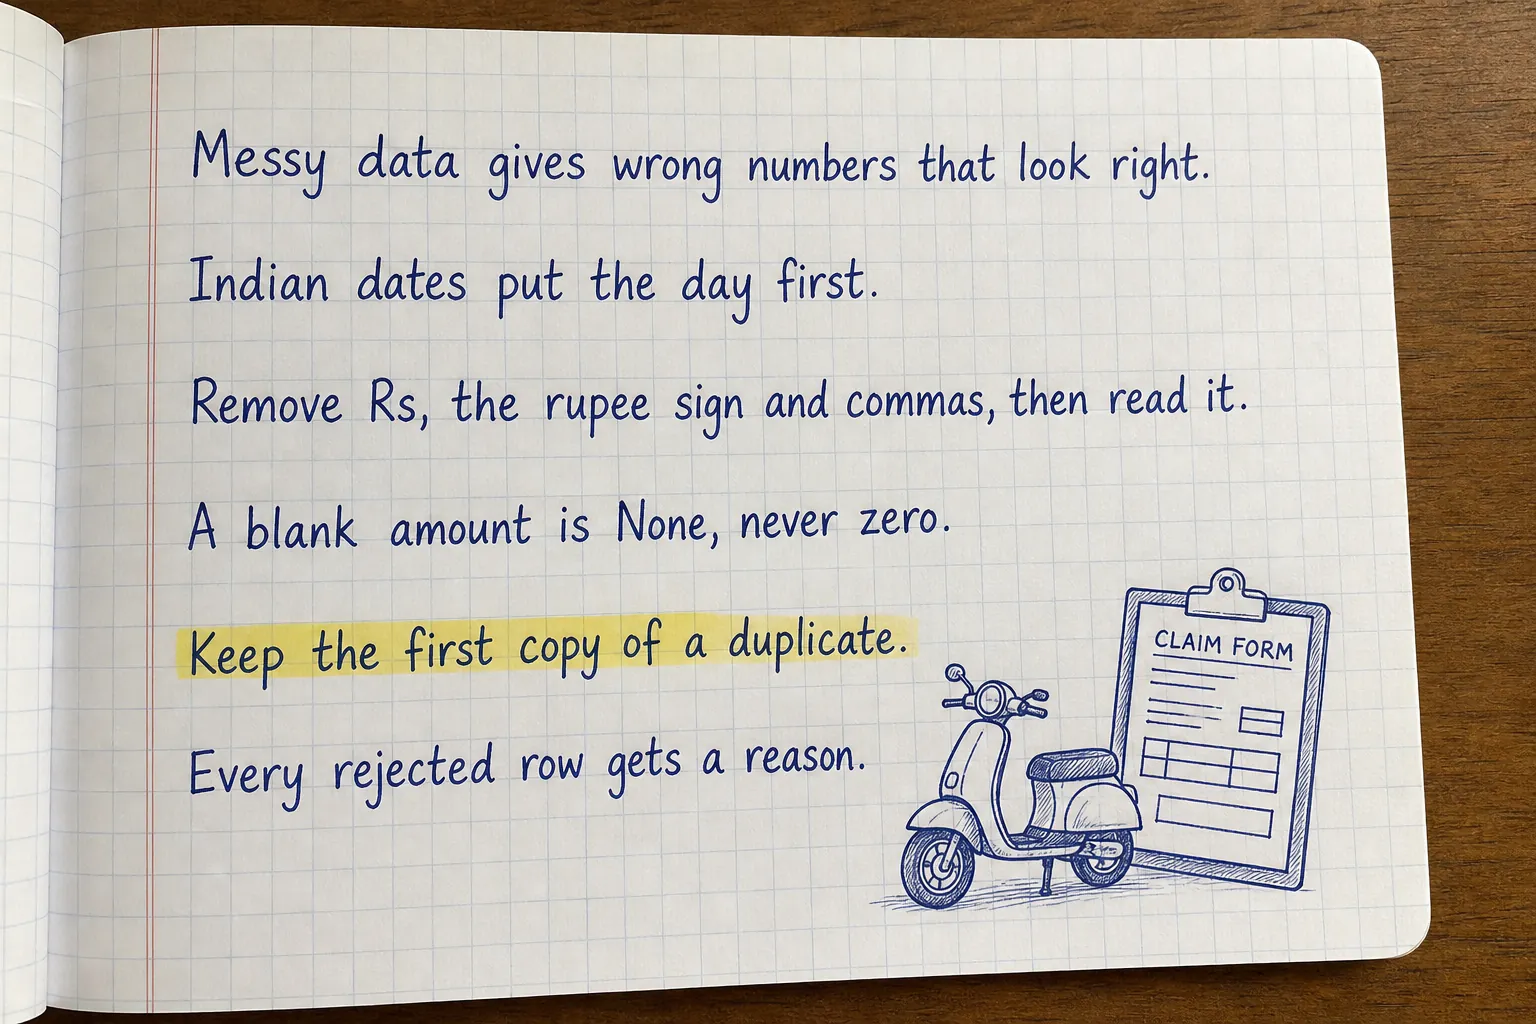 Messy data gives wrong numbers that look right.
Indian dates put the day first.
Remove Rs, the rupee sign and commas, then read it.
A blank amount is None, never zero.
Keep the first copy of a duplicate.
Every rejected row gets a reason.
CLAIM FORM